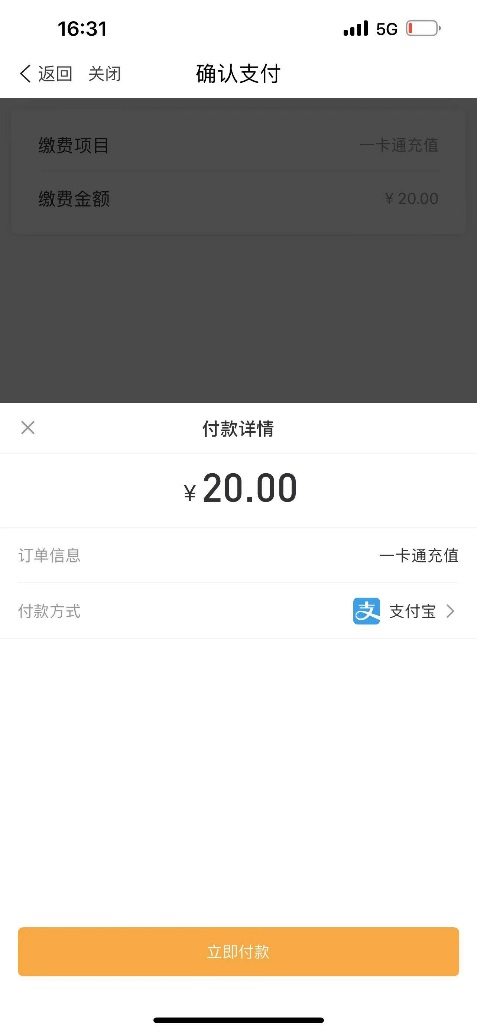 16:31 5G
返回 关闭 确认支付
缴费项目 一卡通充值
缴费金额 ¥ 20.00
付款详情
¥ 20.00
订单信息 一卡通充值
付款方式 支 支付宝
立即付款